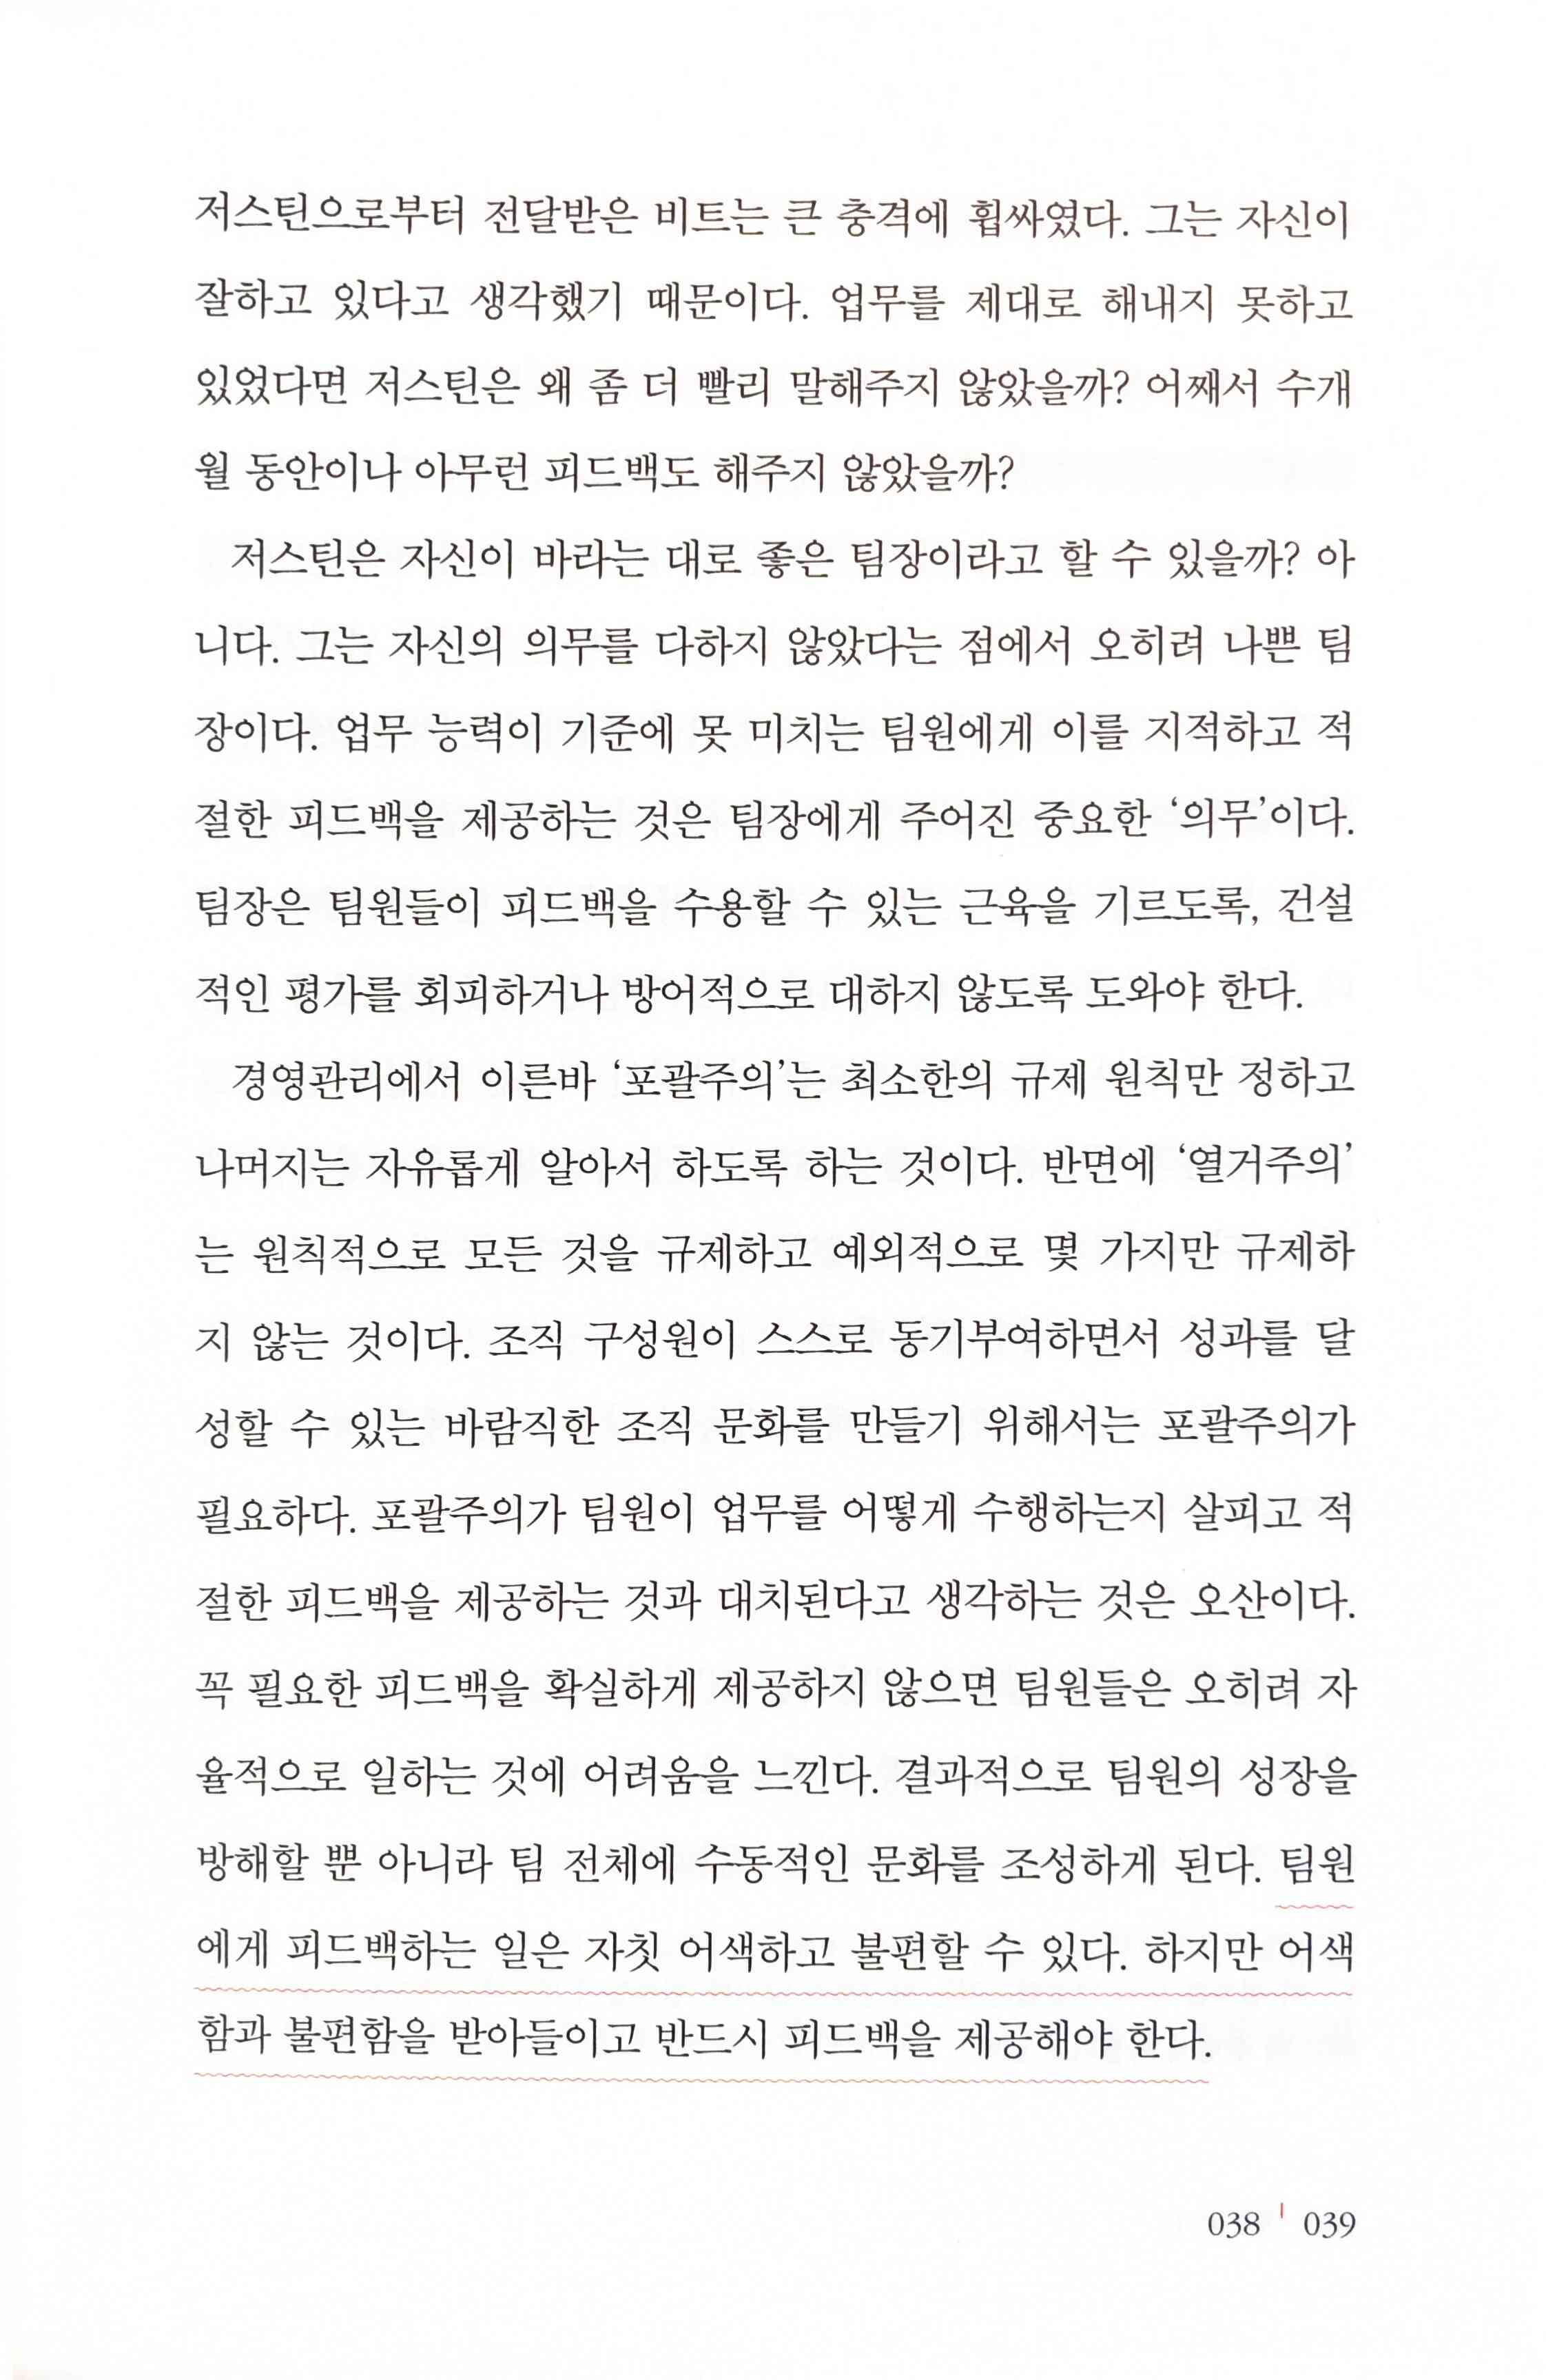 저스틴으로부터 전달받은 비트는 큰 충격에 휩싸였다. 그는 자신이
잘하고 있다고 생각했기 때문이다. 업무를 제대로 해내지 못하고
있었다면 저스틴은 왜 좀 더 빨리 말해주지 않았을까? 어째서 수개
월 동안이나 아무런 피드백도 해주지 않았을까?
저스틴은 자신이 바라는 대로 좋은 팀장이라고 할 수 있을까? 아
니다. 그는 자신의 의무를 다하지 않았다는 점에서 오히려 나쁜 팀
장이다. 업무 능력이 기준에 못 미치는 팀원에게 이를 지적하고 적
절한 피드백을 제공하는 것은 팀장에게 주어진 중요한 ‘의무’이다.
팀장은 팀원들이 피드백을 수용할 수 있는 근육을 기르도록, 건설
적인 평가를 회피하거나 방어적으로 대하지 않도록 도와야 한다.
경영관리에서 이른바 ‘포괄주의’는 최소한의 규제 원칙만 정하고
나머지는 자유롭게 알아서 하도록 하는 것이다. 반면에 ‘열거주의’
는 원칙적으로 모든 것을 규제하고 예외적으로 몇 가지만 규제하
지 않는 것이다. 조직 구성원이 스스로 동기부여하면서 성과를 달
성할 수 있는 바람직한 조직 문화를 만들기 위해서는 포괄주의가
필요하다. 포괄주의가 팀원이 업무를 어떻게 수행하는지 살피고 적
절한 피드백을 제공하는 것과 대치된다고 생각하는 것은 오산이다.
꼭 필요한 피드백을 확실하게 제공하지 않으면 팀원들은 오히려 자
율적으로 일하는 것에 어려움을 느낀다. 결과적으로 팀원의 성장을
방해할 뿐 아니라 팀 전체에 수동적인 문화를 조성하게 된다. 팀원
에게 피드백하는 일은 자칫 어색하고 불편할 수 있다. 하지만 어색
함과 불편함을 받아들이고 반드시 피드백을 제공해야 한다.
038 ı 039